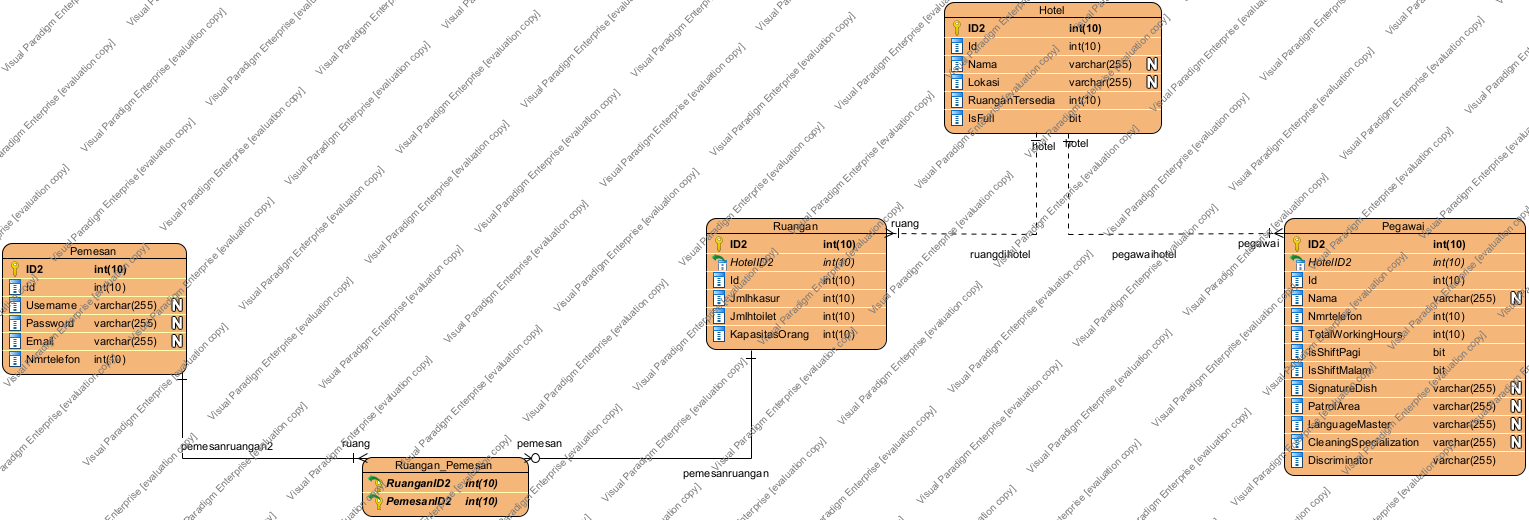 Hotel
ID2 int(10)
Id int(10)
Nama varchar(255) N
Lokasi varchar(255) N
RuanganTersedia int(10)
IsFull bit
hotel
hotel
Ruangan
ID2 int(10)
HotelID2 int(10)
Id int(10)
Jmlhkasur int(10)
Jmlhtoilet int(10)
KapasitasOrang int(10)
ruang
ruangdihotel
pegawaihotel
pegawai
Pegawai
ID2 int(10)
HotelID2 int(10)
Id int(10)
Nama varchar(255) N
Nmrtelefon int(10)
TotalWorkingHours int(10)
IsShiftPagi bit
IsShiftMalam bit
SignatureDish varchar(255) N
PatrolArea varchar(255) N
LanguageMaster varchar(255) N
CleaningSpecialization varchar(255) N
Discriminator varchar(255)
Pemesan
ID2 int(10)
Id int(10)
Username varchar(255) N
Password varchar(255) N
Email varchar(255) N
Nmrtelefon int(10)
pemesanruangan2
ruang
pemesan
pemesanruangan
Ruangan_Pemesan
RuanganID2 int(10)
PemesanID2 int(10)
Visual Paradigm Enterprise [evaluation copy]